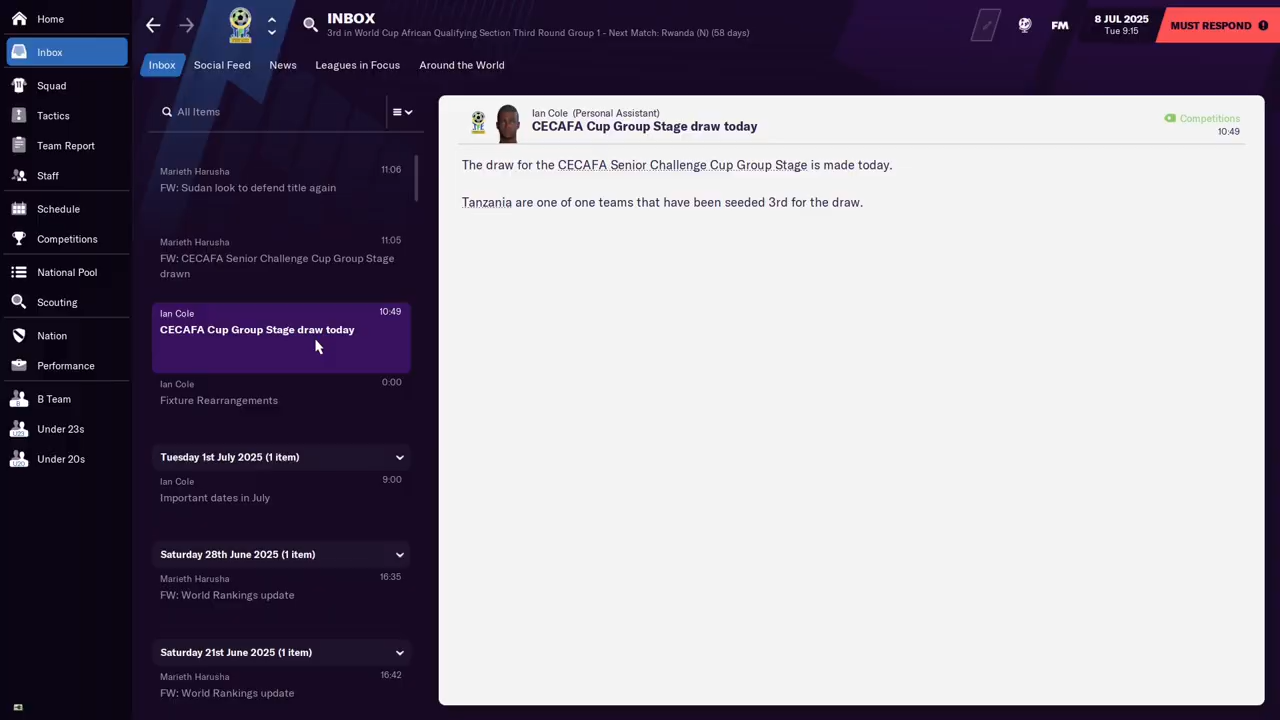 Home
Inbox
Squad
Tactics
Team Report
Staff
Schedule
Competitions
National Pool
Scouting
Nation
Performance
B Team
Under 23s
Under 20s
INBOX
3rd in World Cup African Qualifying Section Third Round Group 1 - Next Match: Rwanda (N) (58 days)
FM
8 JUL 2025
Tue 9:15
MUST RESPOND
Inbox
Social Feed
News
Leagues in Focus
Around the World
All Items
Marieth Harusha
11:06
FW: Sudan look to defend title again
Marieth Harusha
11:05
FW: CECAFA Senior Challenge Cup Group Stage
drawn
Ian Cole
10:49
CECAFA Cup Group Stage draw today
Ian Cole
0:00
Fixture Rearrangements
Tuesday 1st July 2025 (1 item)
Ian Cole
9:00
Important dates in July
Saturday 28th June 2025 (1 item)
Marieth Harusha
16:35
FW: World Rankings update
Saturday 21st June 2025 (1 item)
Marieth Harusha
16:42
FW: World Rankings update
Ian Cole (Personal Assistant)
CECAFA Cup Group Stage draw today
Competitions
10:49
The draw for the CECAFA Senior Challenge Cup Group Stage is made today.
Tanzania are one of one teams that have been seeded 3rd for the draw.